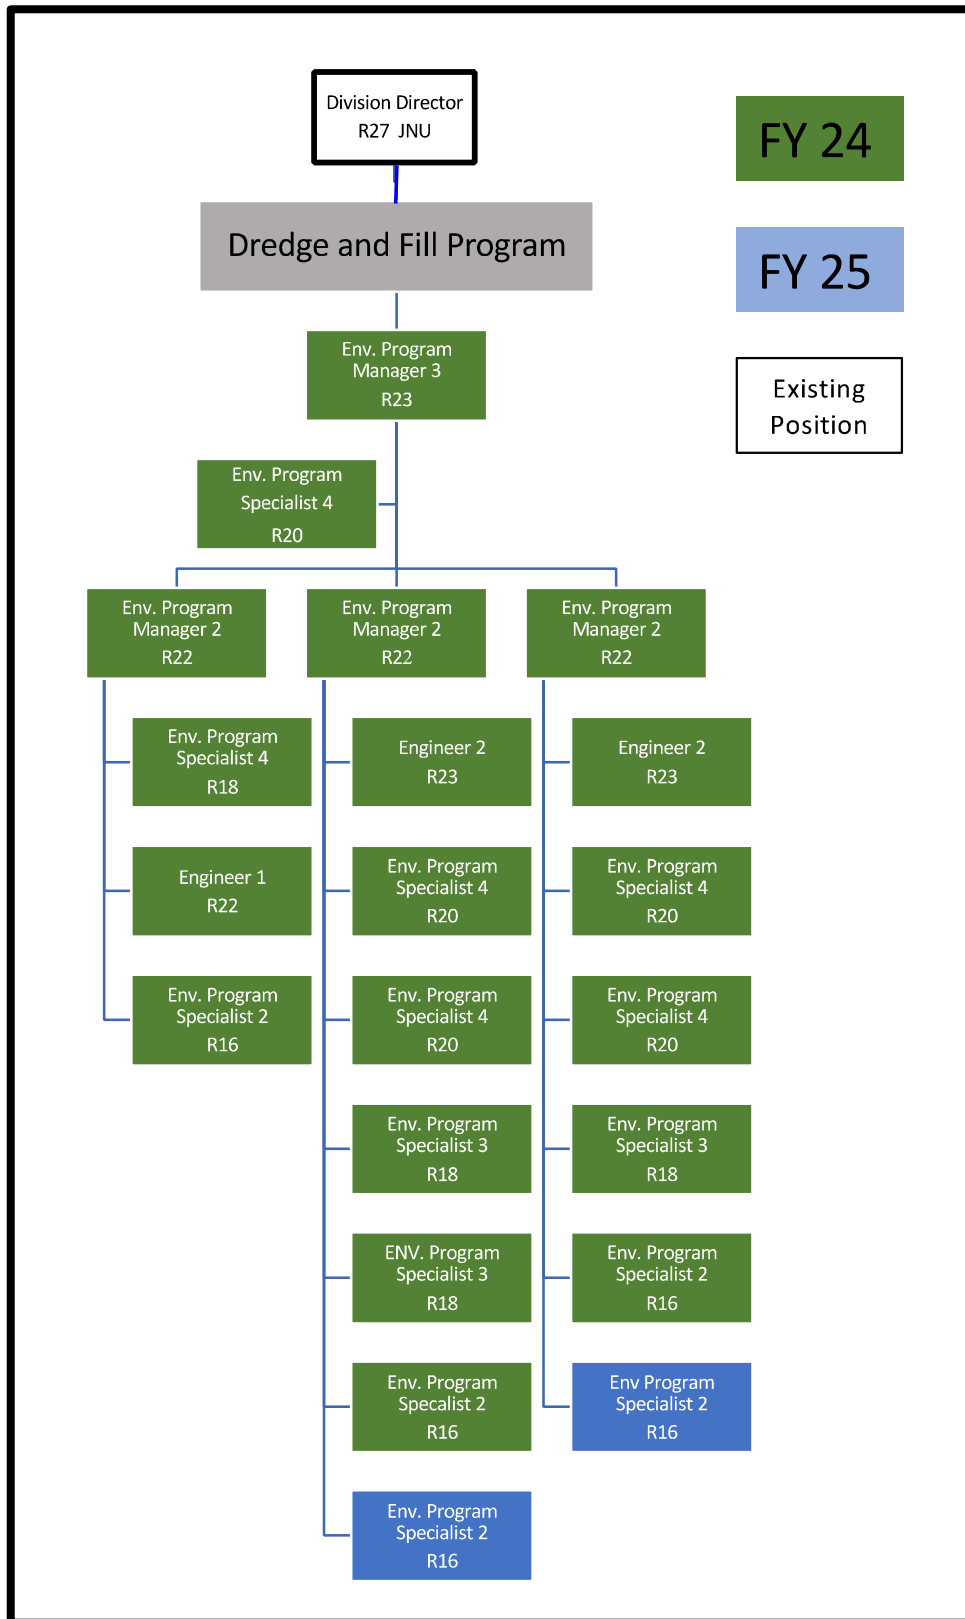 Division Director
R27 JNU
FY 24
Dredge and Fill Program
FY 25
Env. Program
Manager 3
R23
Existing
Position
Env. Program
Specialist 4
R20
Env. Program
Manager 2
R22
Env. Program
Manager 2
R22
Env. Program
Manager 2
R22
Env. Program
Specialist 4
R18
Engineer 1
R22
Env. Program
Specialist 2
R16
Engineer 2
R23
Env. Program
Specialist 4
R20
Env. Program
Specialist 4
R20
Env. Program
Specialist 3
R18
ENV. Program
Specialist 3
R18
Env. Program
Specalist 2
R16
Env. Program
Specialist 2
R16
Engineer 2
R23
Env. Program
Specialist 4
R20
Env. Program
Specialist 4
R20
Env. Program
Specialist 3
R18
Env. Program
Specialist 2
R16
Env Program
Specialist 2
R16